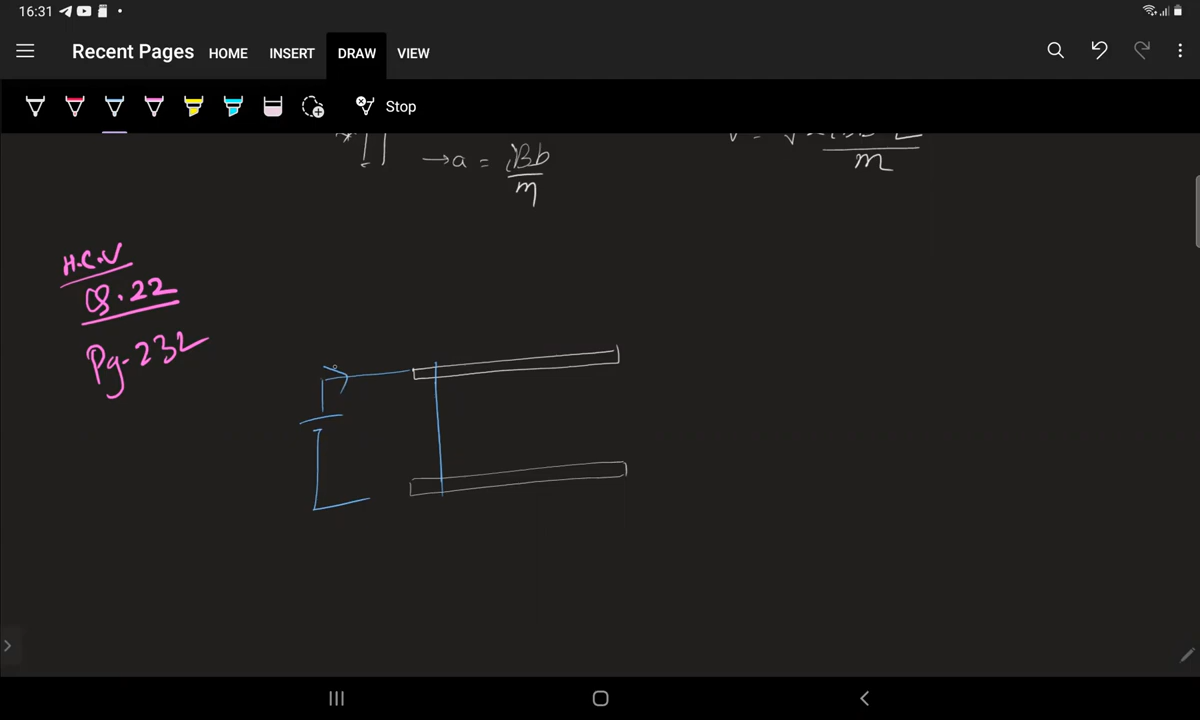 16:31
Recent Pages HOME INSERT DRAW VIEW
Stop
→ a = iBb/m
m
H.C.V
Q.22
Pg-232